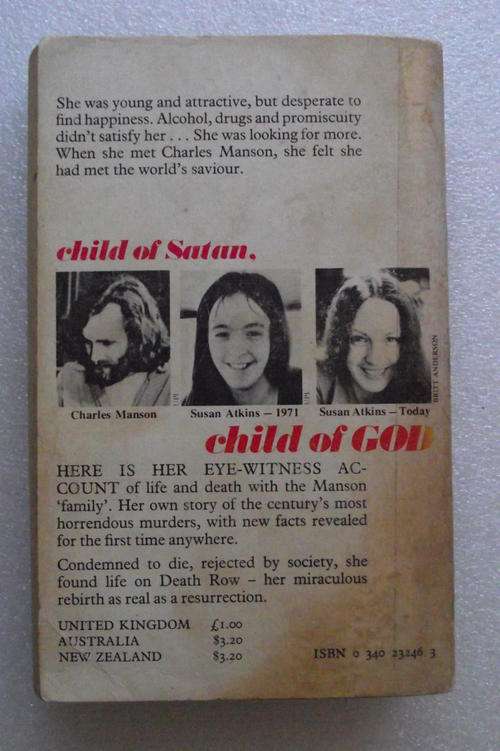 She was young and attractive, but desperate to
find happiness. Alcohol, drugs and promiscuity
didn't satisfy her . . . She was looking for more.
When she met Charles Manson, she felt she
had met the world's saviour.
child of Satan,
UPI
UPI
BRITT ANDERSON
Charles Manson
Susan Atkins – 1971
Susan Atkins – Today
child of GOD
HERE IS HER EYE-WITNESS AC-
COUNT of life and death with the Manson
'family'. Her own story of the century's most
horrendous murders, with new facts revealed
for the first time anywhere.
Condemned to die, rejected by society, she
found life on Death Row – her miraculous
rebirth as real as a resurrection.
UNITED KINGDOM £1.00
AUSTRALIA $3.20
NEW ZEALAND $3.20
ISBN 0 340 23246 3